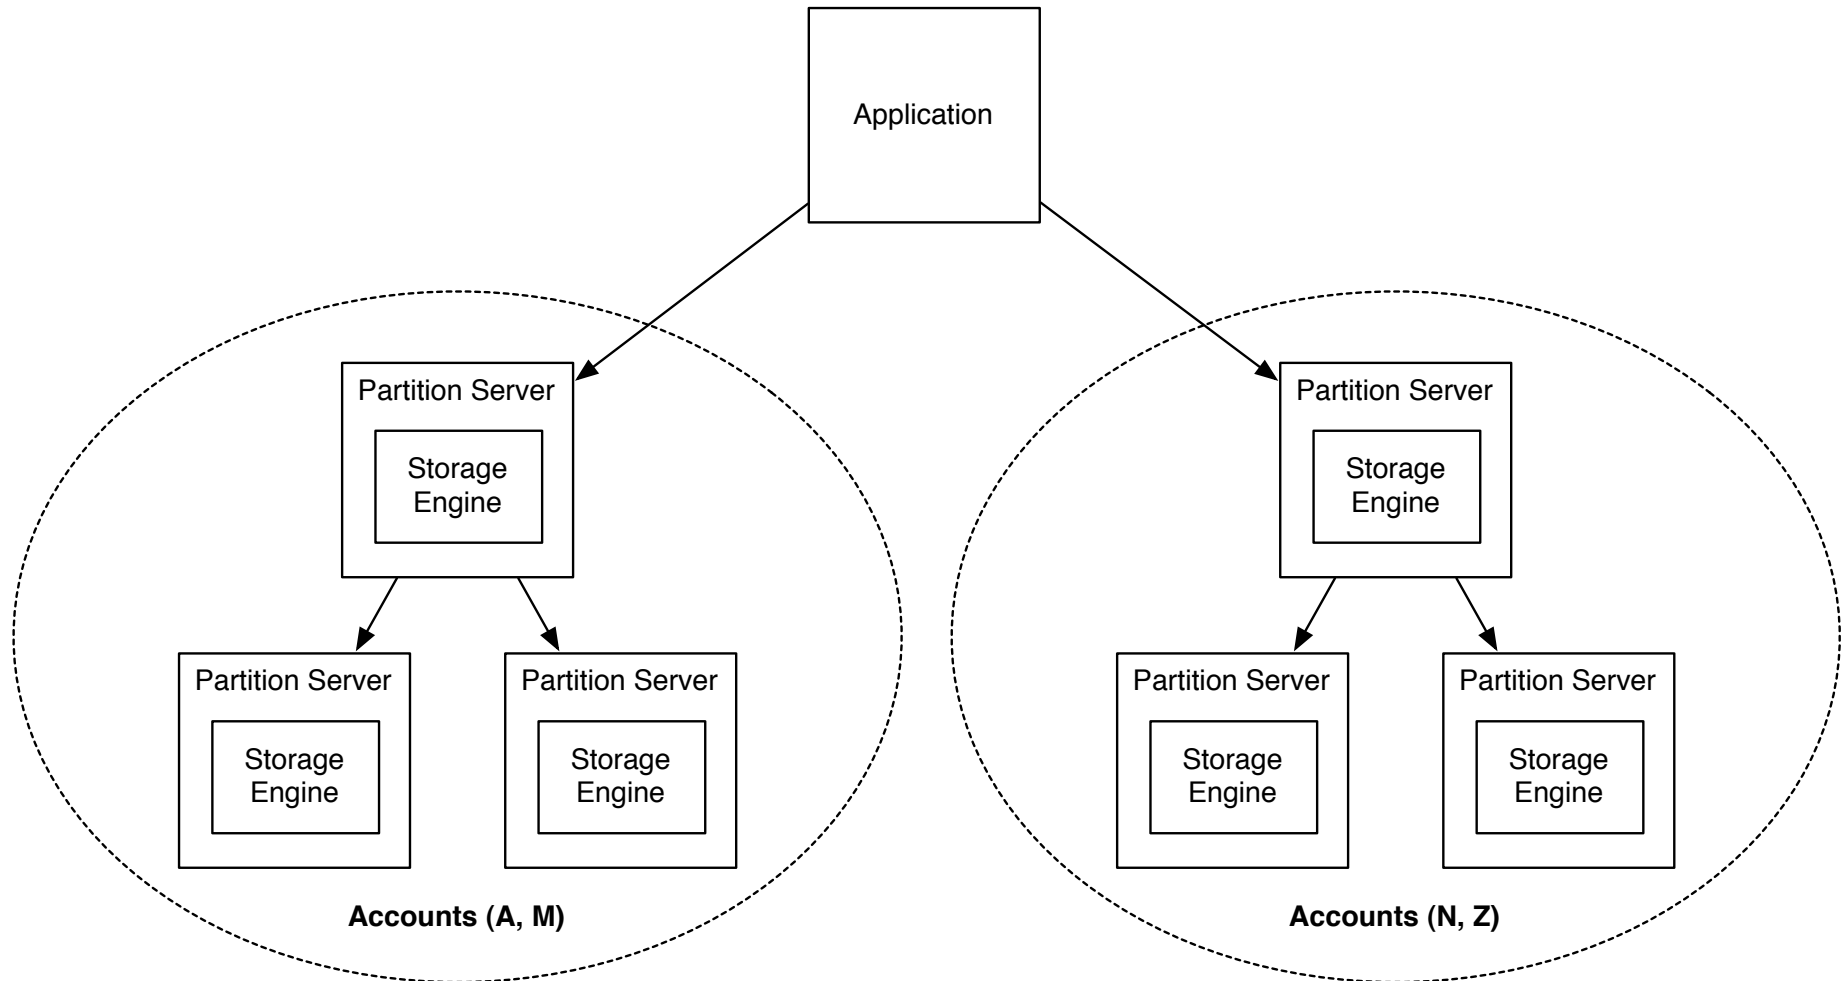 Application
Partition Server
Storage
Engine
Partition Server
Storage
Engine
Partition Server
Storage
Engine
Partition Server
Storage
Engine
Partition Server
Storage
Engine
Partition Server
Storage
Engine
Accounts (A, M)
Accounts (N, Z)